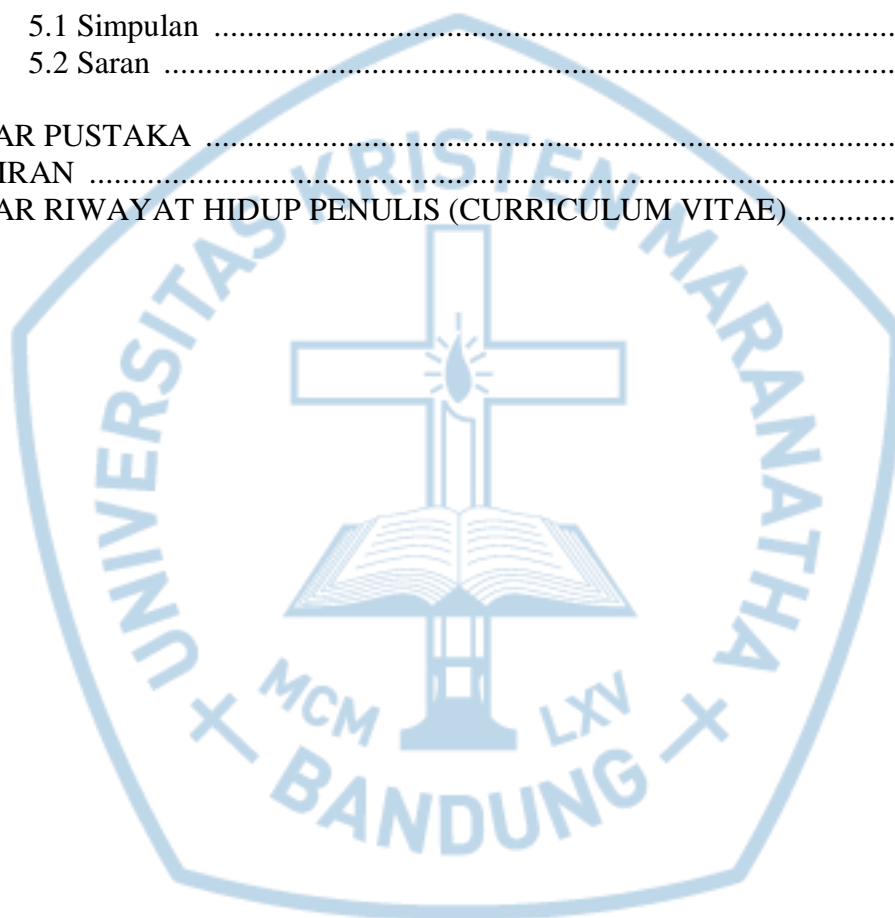 5.1 Simpulan ....................................................................................
5.2 Saran ..........................................................................................
AR PUSTAKA ....................................................................................
IRAN ..................................................................................................
AR RIWAYAT HIDUP PENULIS (CURRICULUM VITAE) ............
UNIVERSITAS KRISTEN MARANATHA
MCM LXV
BANDUNG